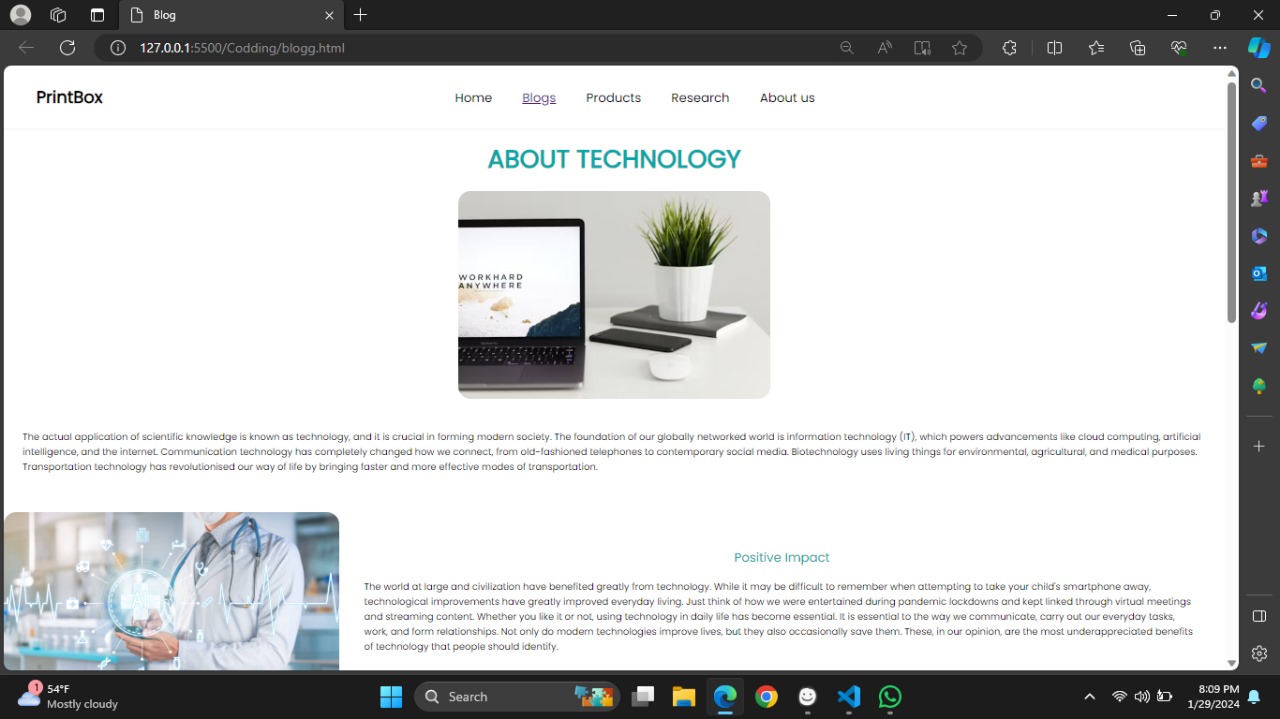 Blog
127.0.0.1:5500/Codding/blogg.html
PrintBox
Home Blogs Products Research About us
ABOUT TECHNOLOGY
WORKHARD
ANYWHERE
The actual application of scientific knowledge is known as technology, and it is crucial in forming modern society. The foundation of our globally networked world is information technology (IT), which powers advancements like cloud computing, artificial
intelligence, and the internet. Communication technology has completely changed how we connect, from old-fashioned telephones to contemporary social media. Biotechnology uses living things for environmental, agricultural, and medical purposes.
Transportation technology has revolutionised our way of life by bringing faster and more effective modes of transportation.
Positive Impact
The world at large and civilization have benefited greatly from technology. While it may be difficult to remember when attempting to take your child's smartphone away,
technological improvements have greatly improved everyday living. Just think of how we were entertained during pandemic lockdowns and kept linked through virtual meetings
and streaming content. Whether you like it or not, using technology in daily life has become essential. It is essential to the way we communicate, carry out our everyday tasks,
work, and form relationships. Not only do modern technologies improve lives, but they also occasionally save them. These, in our opinion, are the most underappreciated benefits
of technology that people should identify.
1
54°F
Mostly cloudy
Search
8:09 PM
1/29/2024